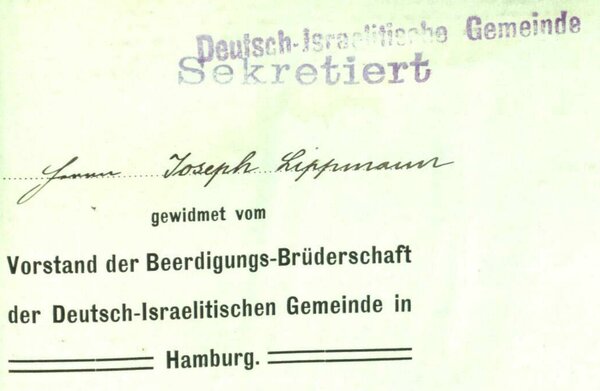 Deutsch-Israelitische Gemeinde
Sekretiert
Herrn Joseph Lippmann
gewidmet vom
Vorstand der Beerdigungs-Brüderschaft
der Deutsch-Israelitischen Gemeinde in
Hamburg.